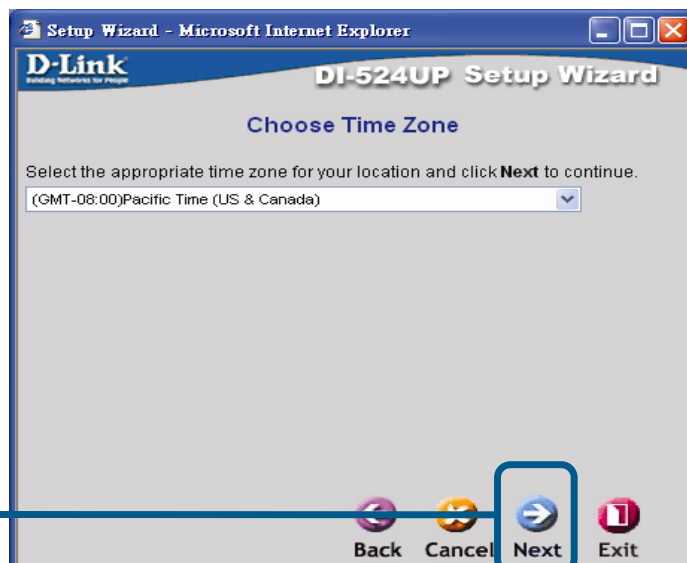 Setup Wizard - Microsoft Internet Explorer
D-Link
Building Networks for People
DI-524UP Setup Wizard
Choose Time Zone
Select the appropriate time zone for your location and click Next to continue.
(GMT-08:00)Pacific Time (US & Canada)
Back Cancel Next Exit